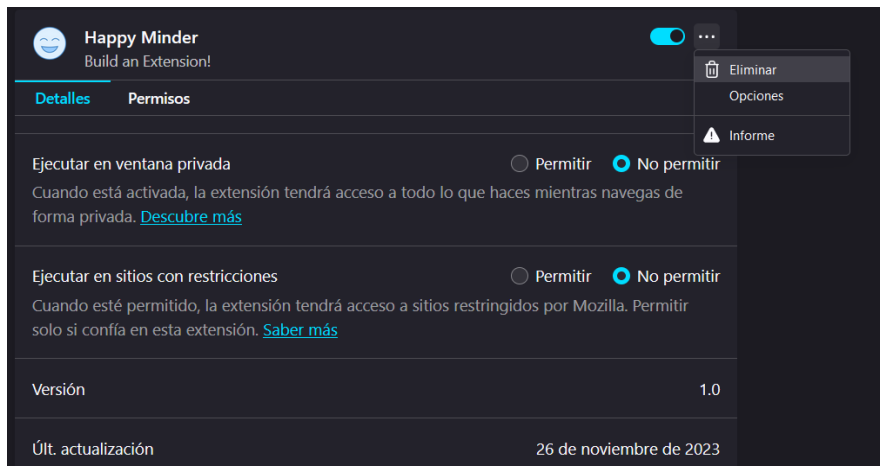 Happy Minder
Build an Extension!
Eliminar
Opciones
Informe
Detalles Permisos
Ejecutar en ventana privada Permitir No permitir
Cuando está activada, la extensión tendrá acceso a todo lo que haces mientras navegas de
forma privada. Descubre más
Ejecutar en sitios con restricciones Permitir No permitir
Cuando esté permitido, la extensión tendrá acceso a sitios restringidos por Mozilla. Permitir
solo si confía en esta extensión. Saber más
Versión 1.0
Últ. actualización 26 de noviembre de 2023